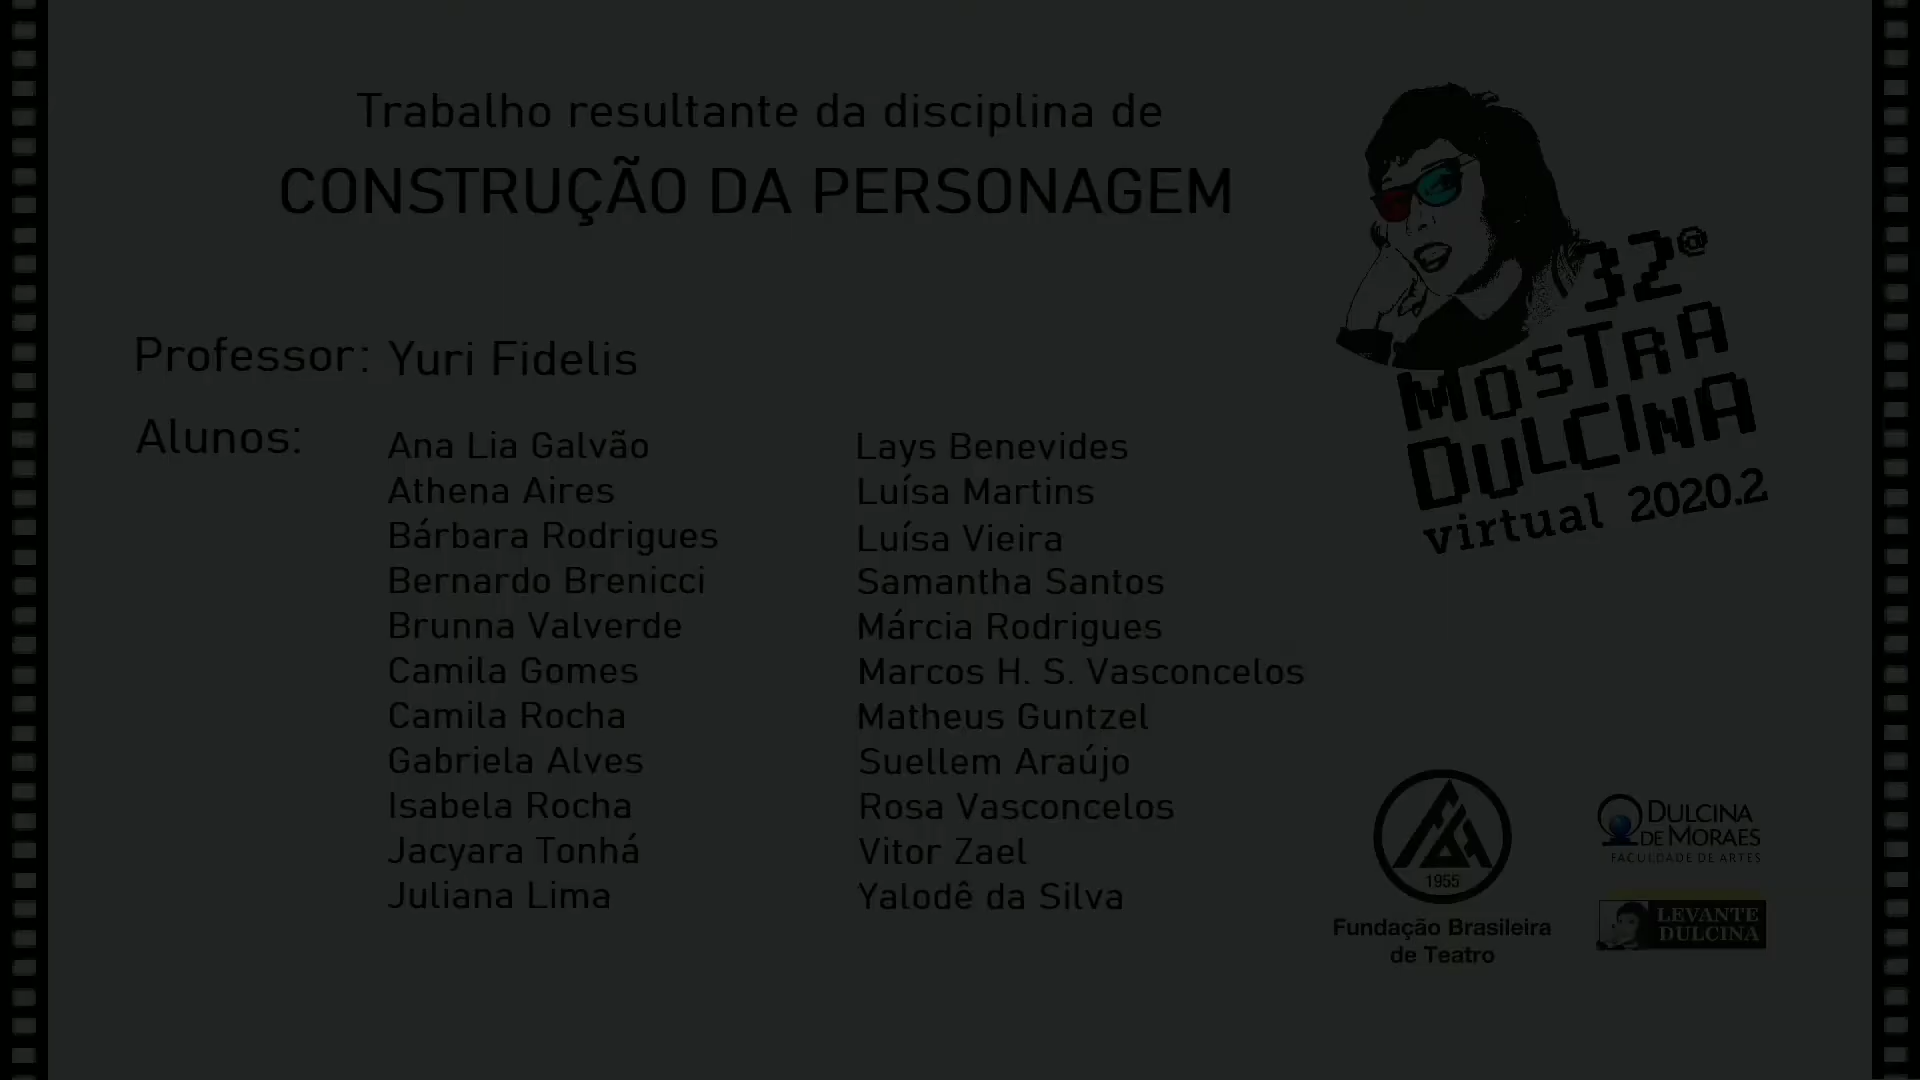 Trabalho resultante da disciplina de
CONSTRUÇÃO DA PERSONAGEM
Professor: Yuri Fidelis
Alunos:
Ana Lia Galvão
Athena Aires
Bárbara Rodrigues
Bernardo Brenicci
Brunna Valverde
Camila Gomes
Camila Rocha
Gabriela Alves
Isabela Rocha
Jacyara Tonhá
Juliana Lima
Lays Benevides
Luísa Martins
Luísa Vieira
Samantha Santos
Márcia Rodrigues
Marcos H. S. Vasconcelos
Matheus Guntzel
Suellem Araújo
Rosa Vasconcelos
Vitor Zael
Yalodê da Silva
32@
MOSTRA
DULCINA
virtual 2020.2
1955
Fundação Brasileira
de Teatro
DULCINA
DE MORAES
FACULDADE DE ARTES
LEVANTE
DULCINA